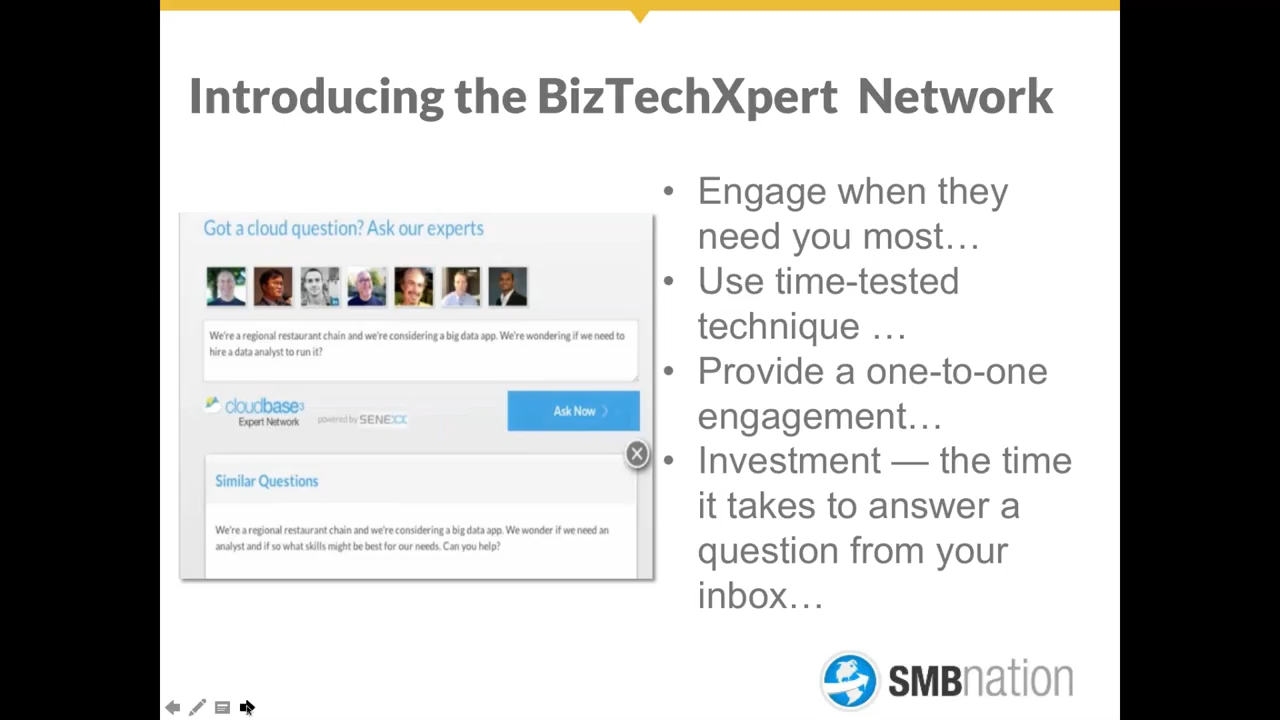 Introducing the BizTechXpert Network
Got a cloud question? Ask our experts
We're a regional restaurant chain and we're considering a big data app. We're wondering if we need to
hire a data analyst to run it?
cloudbase3
Expert Network
powered by SENEXX
Ask Now
Similar Questions
We're a regional restaurant chain and we're considering a big data app. We wonder if we need an
analyst and if so what skills might be best for our needs. Can you help?
• Engage when they
need you most…
• Use time-tested
technique …
• Provide a one-to-one
engagement…
• Investment — the time
it takes to answer a
question from your
inbox…
SMBnation